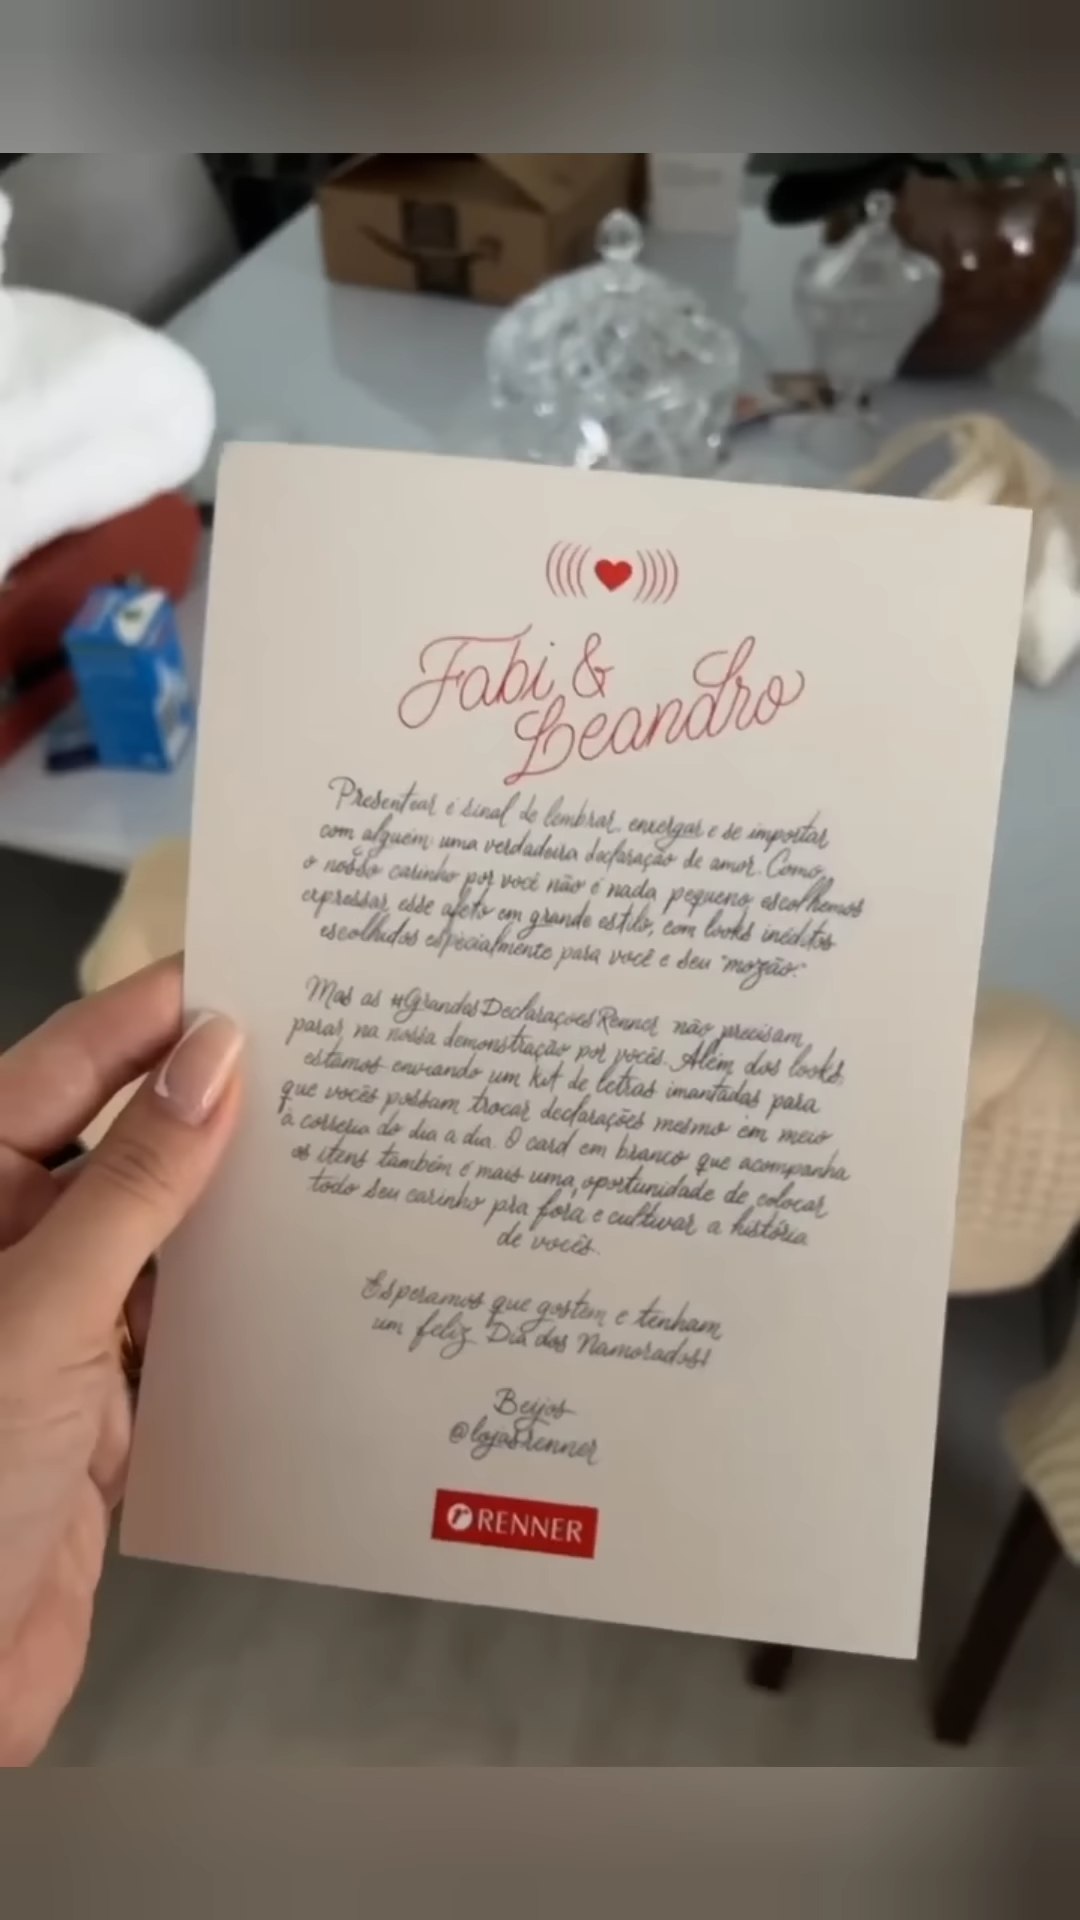 Fabi &
Leandro
Presentear é sinal de lembrar, enxergar e se importar
com alguém: uma verdadeira declaração de amor. Como
o nosso carinho por você não é nada pequeno, escolhemos
expressar esse afeto em grande estilo, com looks inéditos
escolhidos especialmente para você e seu "mozão."
Mas as #GrandesDeclaraçoesRenner não precisam
parar na nossa demonstração por vocês. Além dos looks,
estamos enviando um kit de letras imantadas para
que vocês possam trocar declarações mesmo em meio
à correria do dia a dia. O card em branco que acompanha
os itens também é mais uma oportunidade de colocar
todo seu carinho pra fora e cultivar a história
de vocês.
Esperamos que gostem e tenham
um feliz Dia dos Namorados!
Beijos
@lojasrenner
RENNER